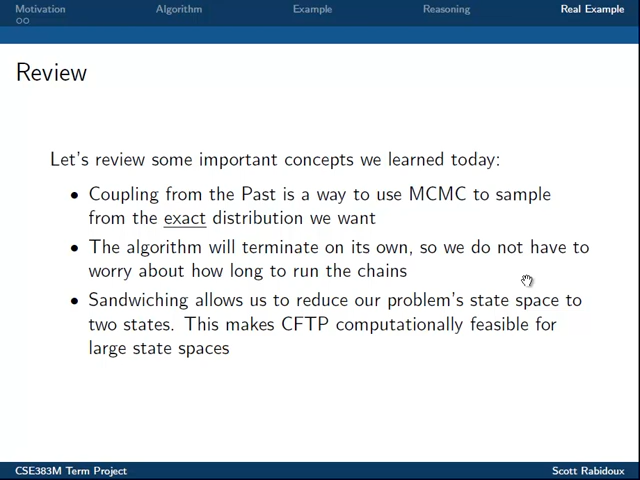 Motivation Algorithm Example Reasoning Real Example
Review
Let's review some important concepts we learned today:
• Coupling from the Past is a way to use MCMC to sample
from the exact distribution we want
• The algorithm will terminate on its own, so we do not have to
worry about how long to run the chains
• Sandwiching allows us to reduce our problem's state space to
two states. This makes CFTP computationally feasible for
large state spaces
CSE383M Term Project Scott Rabidoux